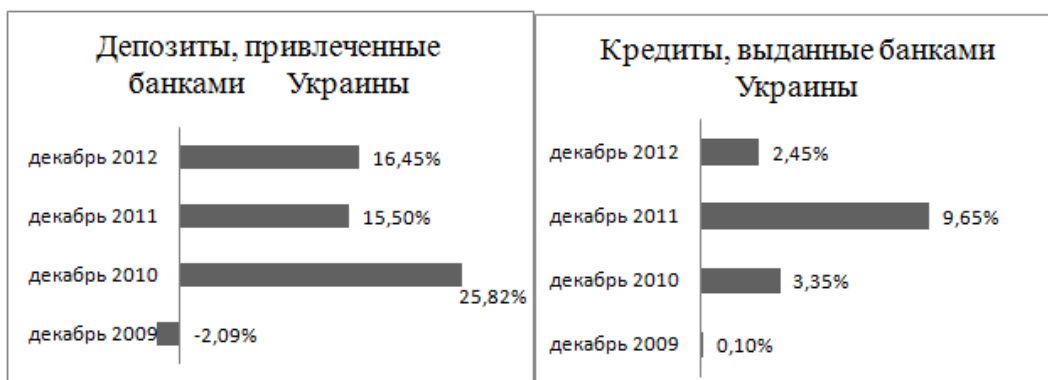 Депозиты, привлеченные
банками Украины
декабрь 2012 16,45%
декабрь 2011 15,50%
декабрь 2010 25,82%
декабрь 2009 -2,09%
Кредиты, выданные банками
Украины
декабрь 2012 2,45%
декабрь 2011 9,65%
декабрь 2010 3,35%
декабрь 2009 0,10%